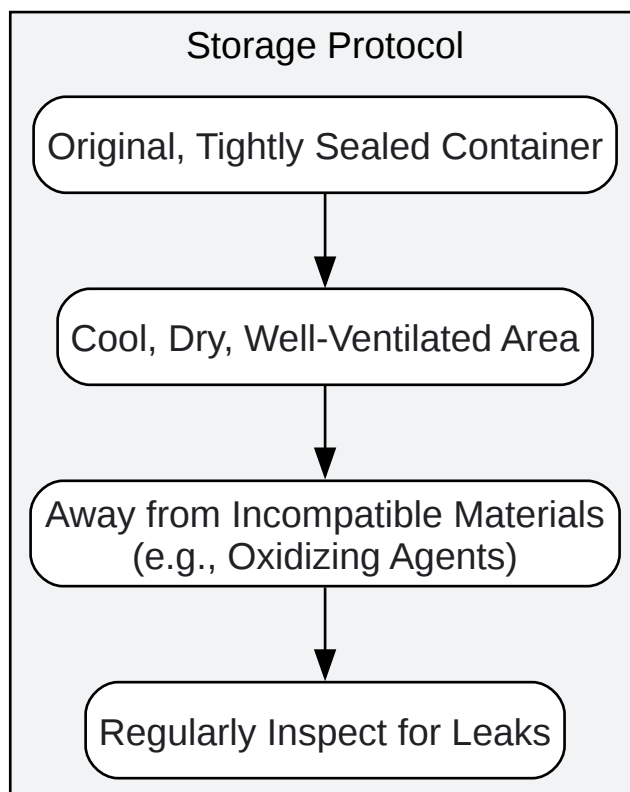 Storage Protocol
Original, Tightly Sealed Container
Cool, Dry, Well-Ventilated Area
Away from Incompatible Materials
(e.g., Oxidizing Agents)
Regularly Inspect for Leaks